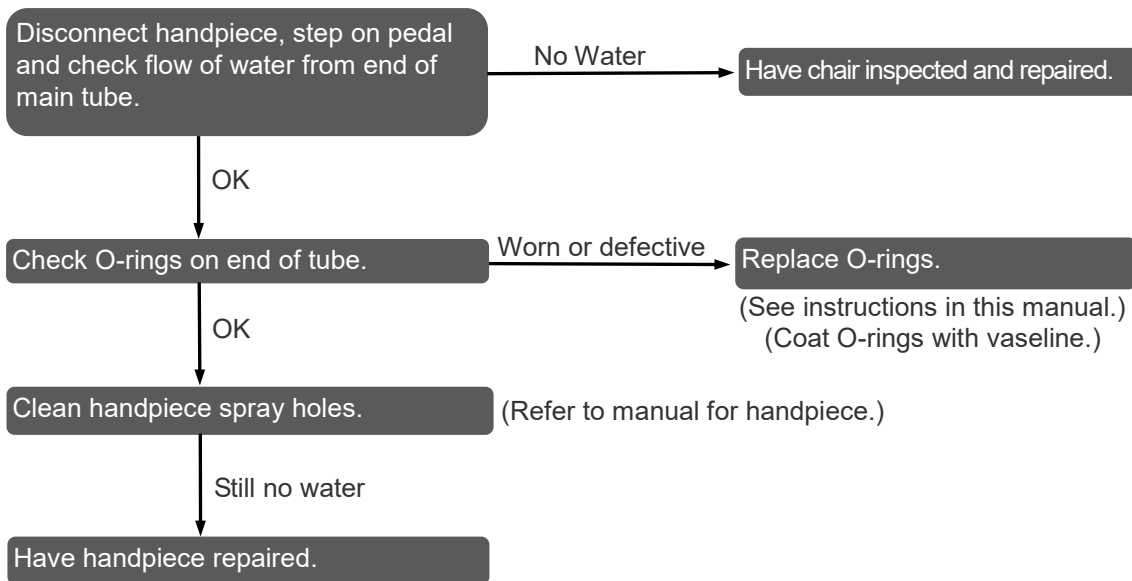 Disconnect handpiece, step on pedal
and check flow of water from end of
main tube.
No Water
Have chair inspected and repaired.
OK
Check O-rings on end of tube.
Worn or defective
Replace O-rings.
(See instructions in this manual.)
(Coat O-rings with vaseline.)
OK
Clean handpiece spray holes.
(Refer to manual for handpiece.)
Still no water
Have handpiece repaired.